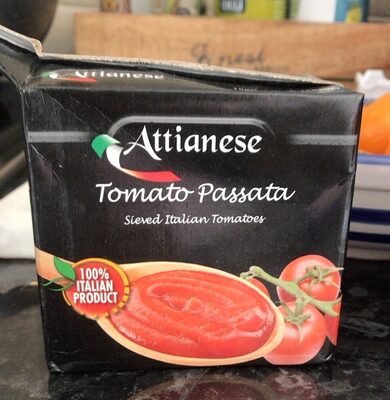 Attianese
Attianese
Tomato Passata
Sieved Italian Tomatoes
100%
ITALIAN
PRODUCT